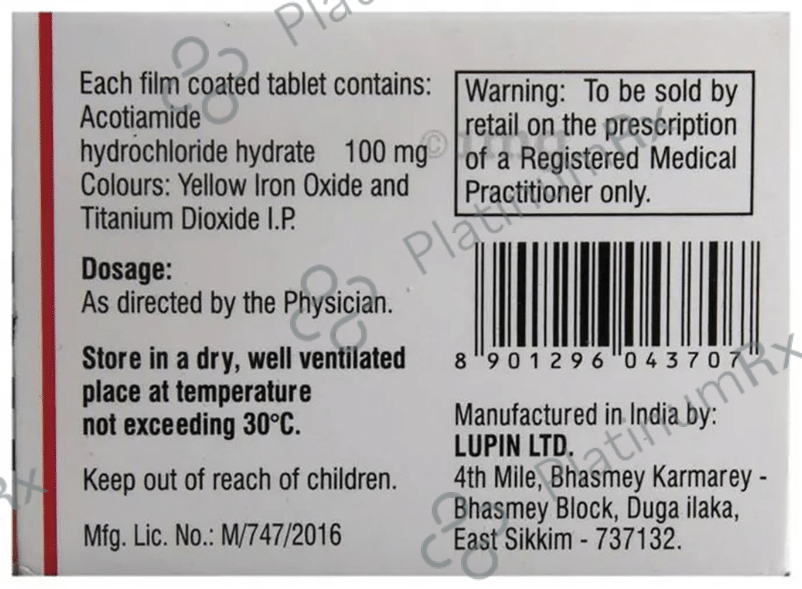 Each film coated tablet contains:
Acotiamide
hydrochloride hydrate 100 mg
Colours: Yellow Iron Oxide and
Titanium Dioxide I.P.
Dosage:
As directed by the Physician.
Store in a dry, well ventilated
place at temperature
not exceeding 30°C.
Keep out of reach of children.
Mfg. Lic. No.: M/747/2016
Warning: To be sold by
retail on the prescription
of a Registered Medical
Practitioner only.
8 901296 043707
Manufactured in India by:
LUPIN LTD.
4th Mile, Bhasmey Karmarey -
Bhasmey Block, Duga ilaka,
East Sikkim - 737132.
PlatinumRx
PlatinumRx
Plati
Rx